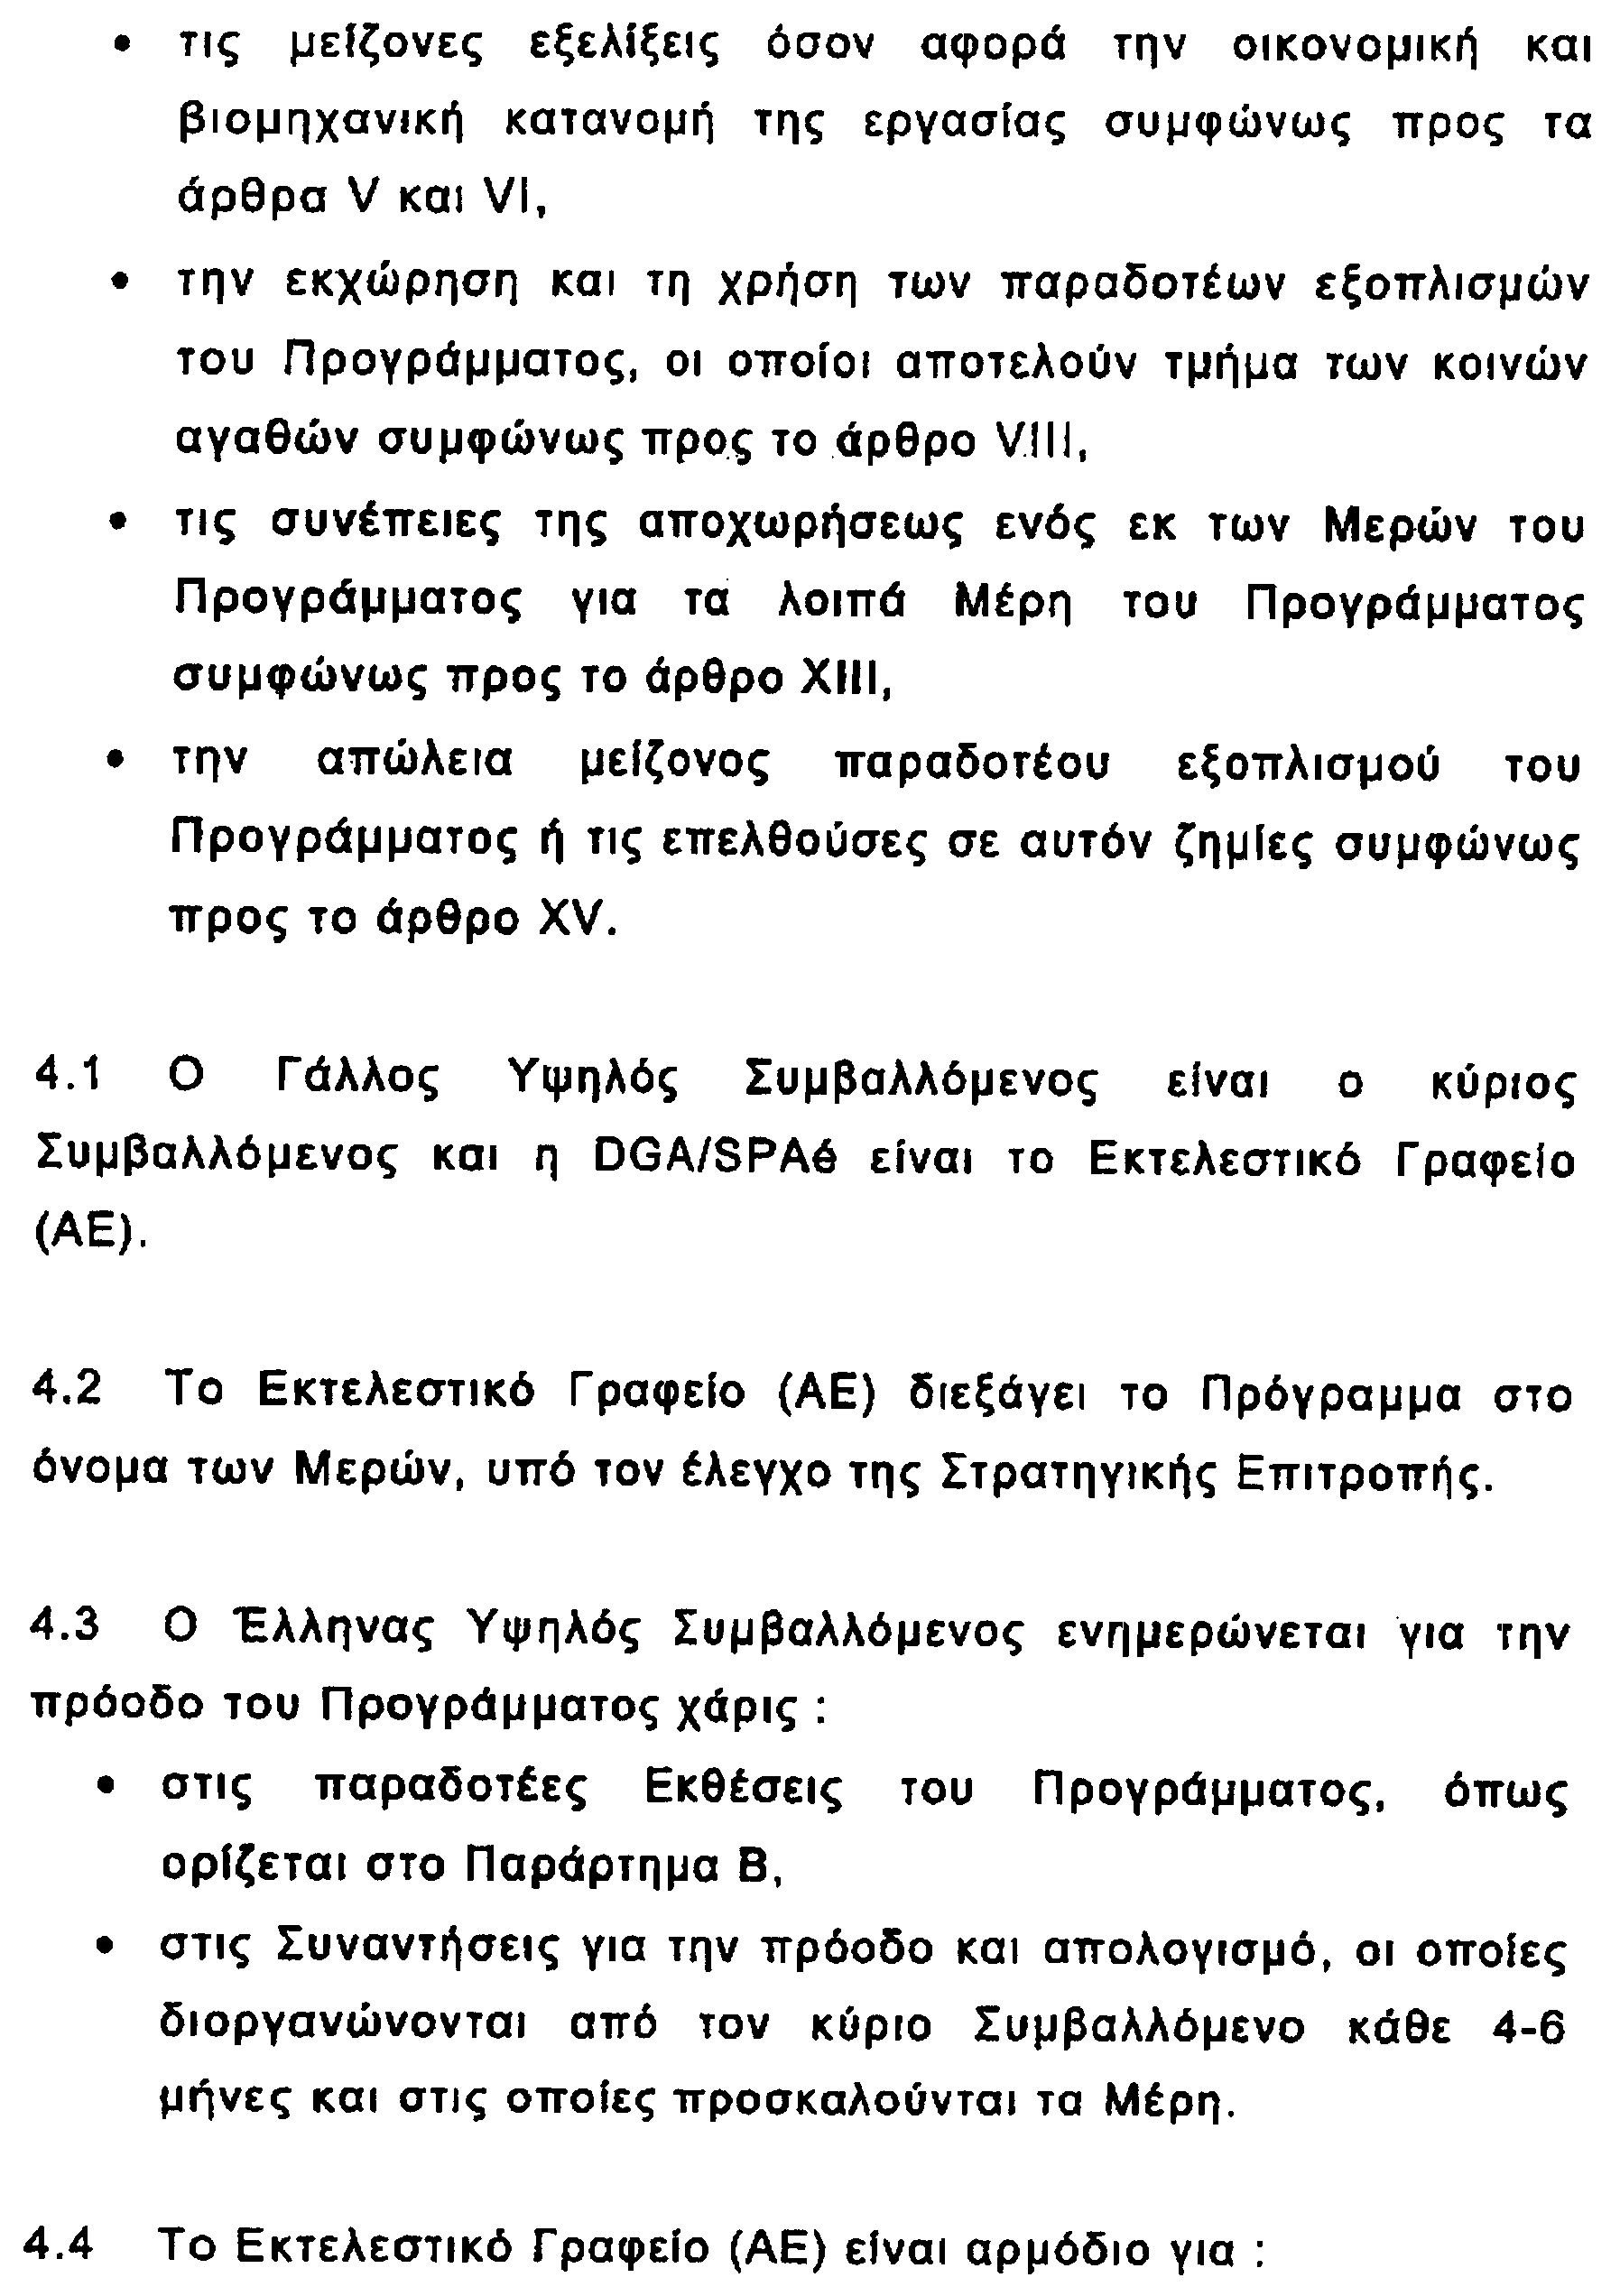 • τις μείζονες εξελίξεις όσον αφορά την οικονομική και
βιομηχανική κατανομή της εργασίας συμφώνως προς τα
άρθρα V και VI,
• την εκχώρηση και τη χρήση των παραδοτέων εξοπλισμών
του Προγράμματος, οι οποίοι αποτελούν τμήμα των κοινών
αγαθών συμφώνως προς το άρθρο VIII,
• τις συνέπειες της αποχωρήσεως ενός εκ των Μερών του
Προγράμματος για τα λοιπά Μέρη του Προγράμματος
συμφώνως προς το άρθρο XIII,
• την απώλεια μείζονος παραδοτέου εξοπλισμού του
Προγράμματος ή τις επελθούσες σε αυτόν ζημίες συμφώνως
προς το άρθρο XV.
4.1 Ο Γάλλος Υψηλός Συμβαλλόμενος είναι ο κύριος
Συμβαλλόμενος και η DGA/SPAé είναι το Εκτελεστικό Γραφείο
(ΑΕ).
4.2 Το Εκτελεστικό Γραφείο (ΑΕ) διεξάγει το Πρόγραμμα στο
όνομα των Μερών, υπό τον έλεγχο της Στρατηγικής Επιτροπής.
4.3 Ο Έλληνας Υψηλός Συμβαλλόμενος ενημερώνεται για την
πρόοδο του Προγράμματος χάρις :
• στις παραδοτέες Εκθέσεις του Προγράμματος, όπως
ορίζεται στο Παράρτημα Β,
• στις Συναντήσεις για την πρόοδο και απολογισμό, οι οποίες
διοργανώνονται από τον κύριο Συμβαλλόμενο κάθε 4-6
μήνες και στις οποίες προσκαλούνται τα Μέρη.
4.4 Το Εκτελεστικό Γραφείο (ΑΕ) είναι αρμόδιο για :